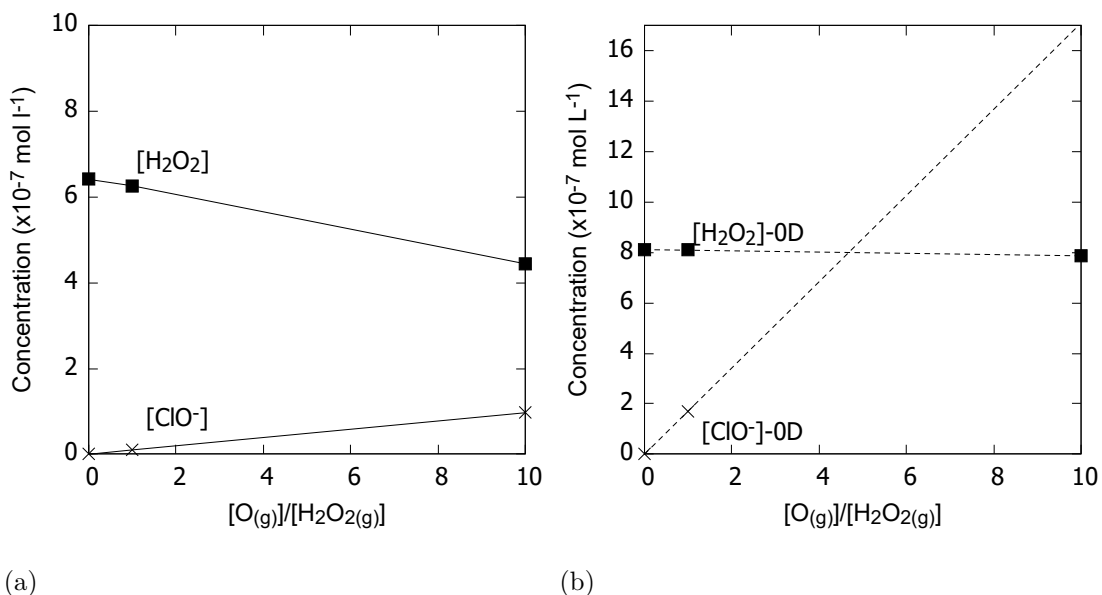 10
8
6
4
2
0
0 2 4 6 8 10
Concentration (x10-7 mol l-1)
[H2O2]
[ClO-]
[O(g)]/[H2O2(g)]
(a)
16
14
12
10
8
6
4
2
0
0 2 4 6 8 10
Concentration (x10-7 mol L-1)
[H2O2]-0D
[ClO-]-0D
[O(g)]/[H2O2(g)]
(b)